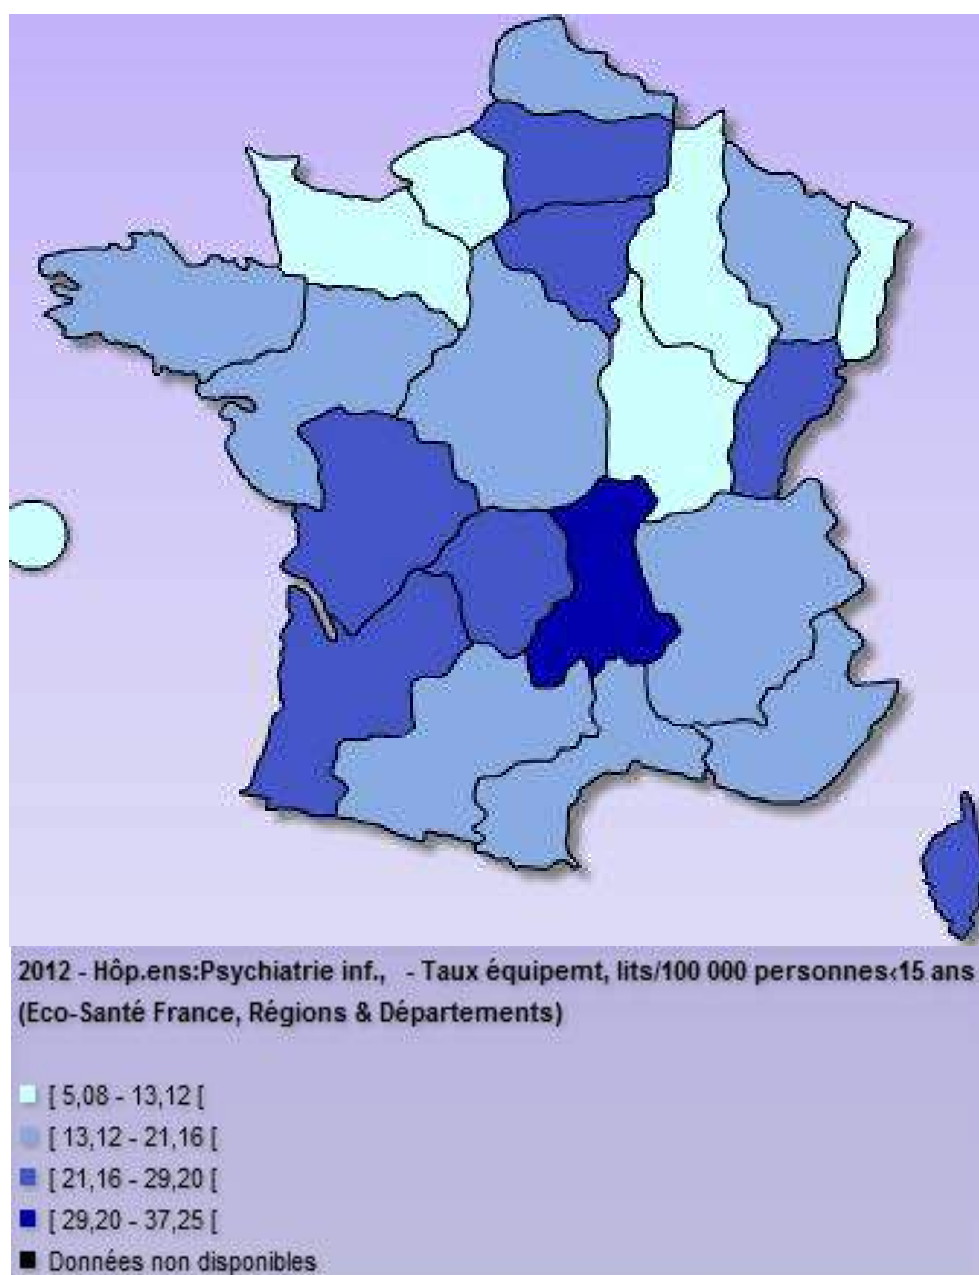 2012 - Hôp.ens:Psychiatrie inf., - Taux équipemt, lits/100 000 personnes<15 ans
(Eco-Santé France, Régions & Départements)
[ 5,08 - 13,12 [
[ 13,12 - 21,16 [
[ 21,16 - 29,20 [
[ 29,20 - 37,25 [
Données non disponibles